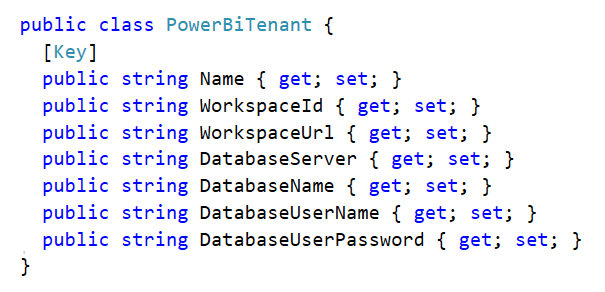 public class PowerBiTenant {
[Key]
public string Name { get; set; }
public string WorkspaceId { get; set; }
public string WorkspaceUrl { get; set; }
public string DatabaseServer { get; set; }
public string DatabaseName { get; set; }
public string DatabaseUserName { get; set; }
public string DatabaseUserPassword { get; set; }
}